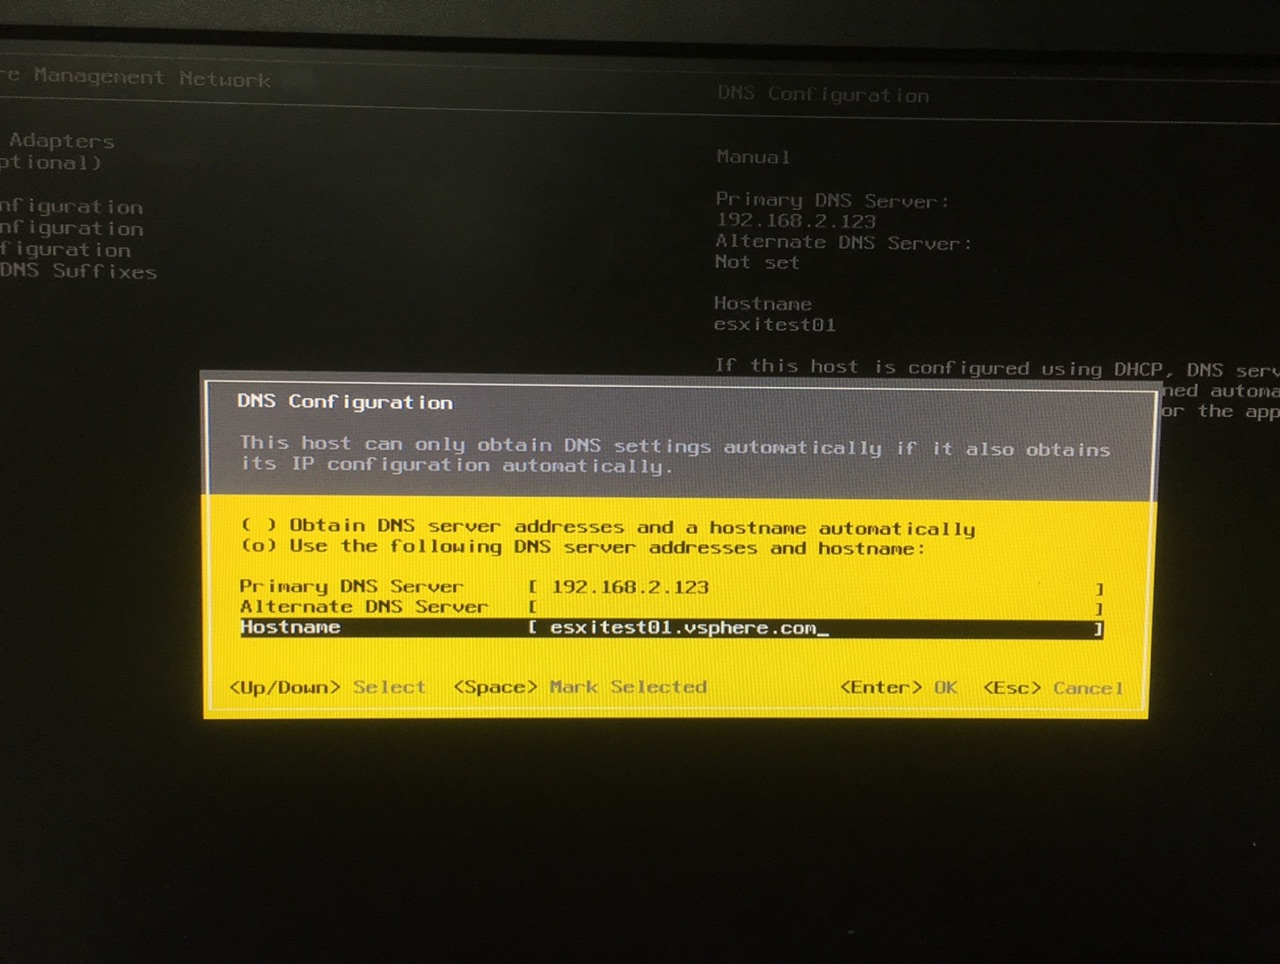 re Management Network
DNS Configuration
Adapters
ptional)
nfiguration
nfiguration
figuration
DNS Suffixes
Manual
Primary DNS Server:
192.168.2.123
Alternate DNS Server:
Not set
Hostname
esxitest01
If this host is configured using DHCP, DNS serv
ned automa
or the app
DNS Configuration
This host can only obtain DNS settings automatically if it also obtains
its IP configuration automatically.
( ) Obtain DNS server addresses and a hostname automatically
(o) Use the following DNS server addresses and hostname:
Primary DNS Server [ 192.168.2.123 ]
Alternate DNS Server [ ]
Hostname [ esxitest01.vsphere.com_ ]
<Up/Down> Select <Space> Mark Selected <Enter> OK <Esc> Cancel